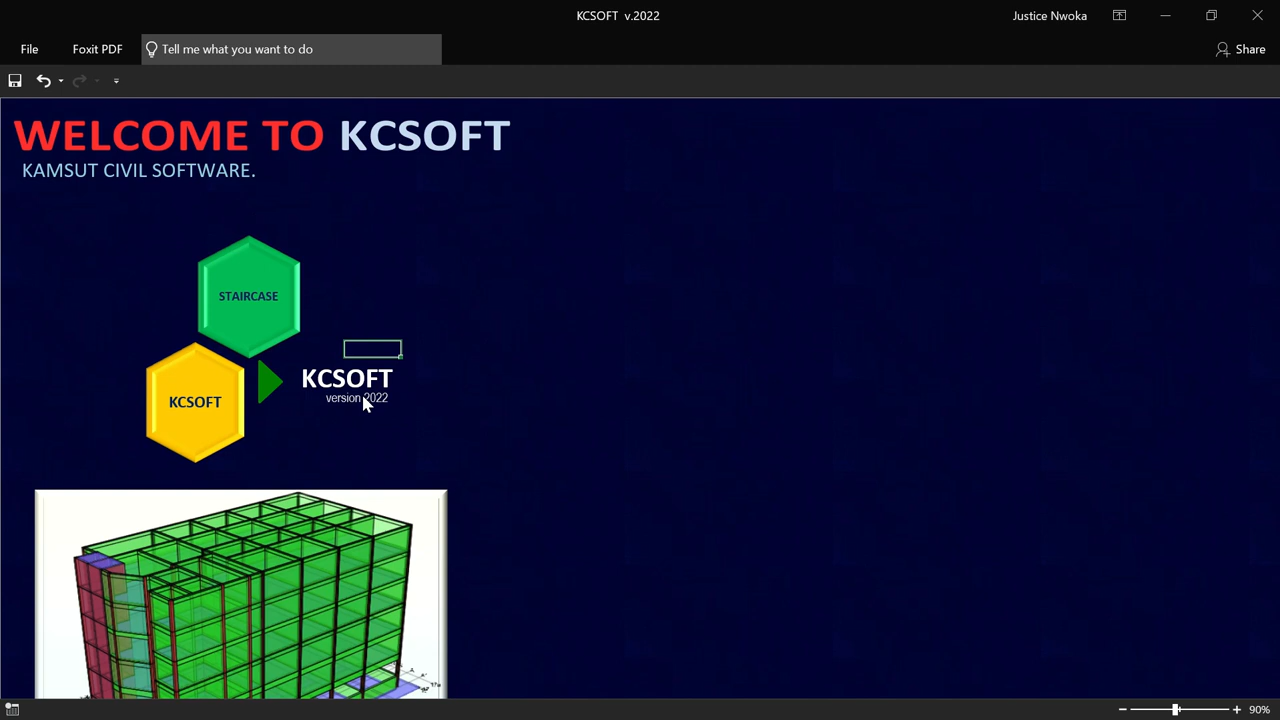 KCSOFT v.2022
Justice Nwoka
File
Foxit PDF
Tell me what you want to do
Share
WELCOME TO KCSOFT
KAMSUT CIVIL SOFTWARE.
STAIRCASE
KCSOFT
KCSOFT
version 2022
90%